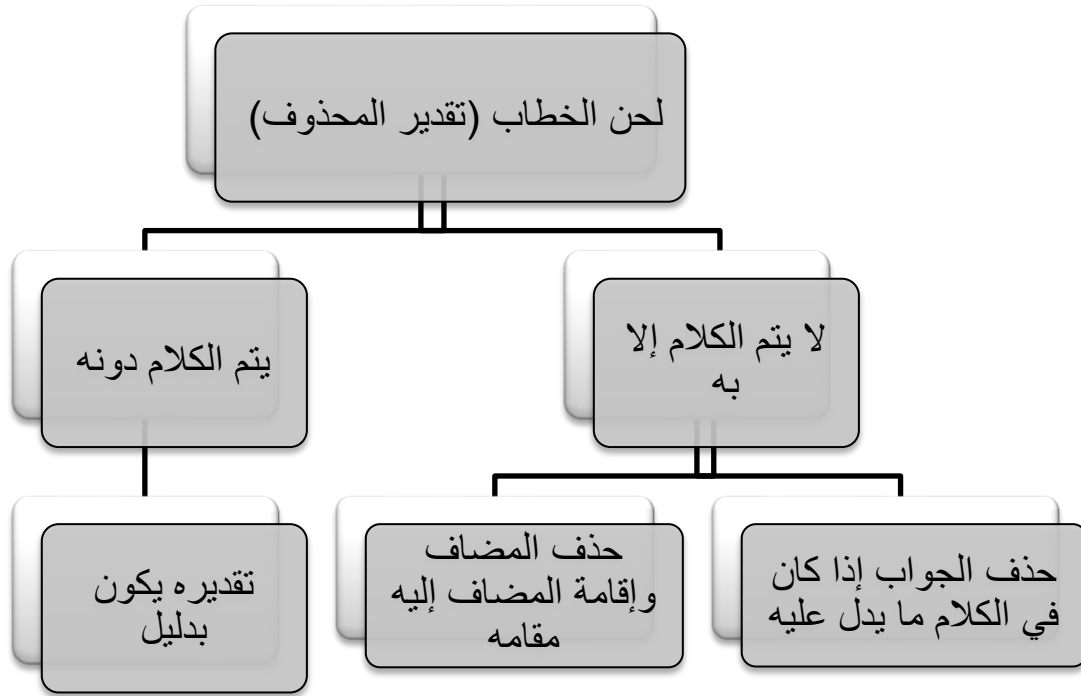 لحن الخطاب (تقدير المحذوف)
لا يتم الكلام إلا
به
يتم الكلام دونه
حذف الجواب إذا كان
في الكلام ما يدل عليه
حذف المضاف
وإقامة المضاف إليه
مقامه
تقديره يكون
بدليل